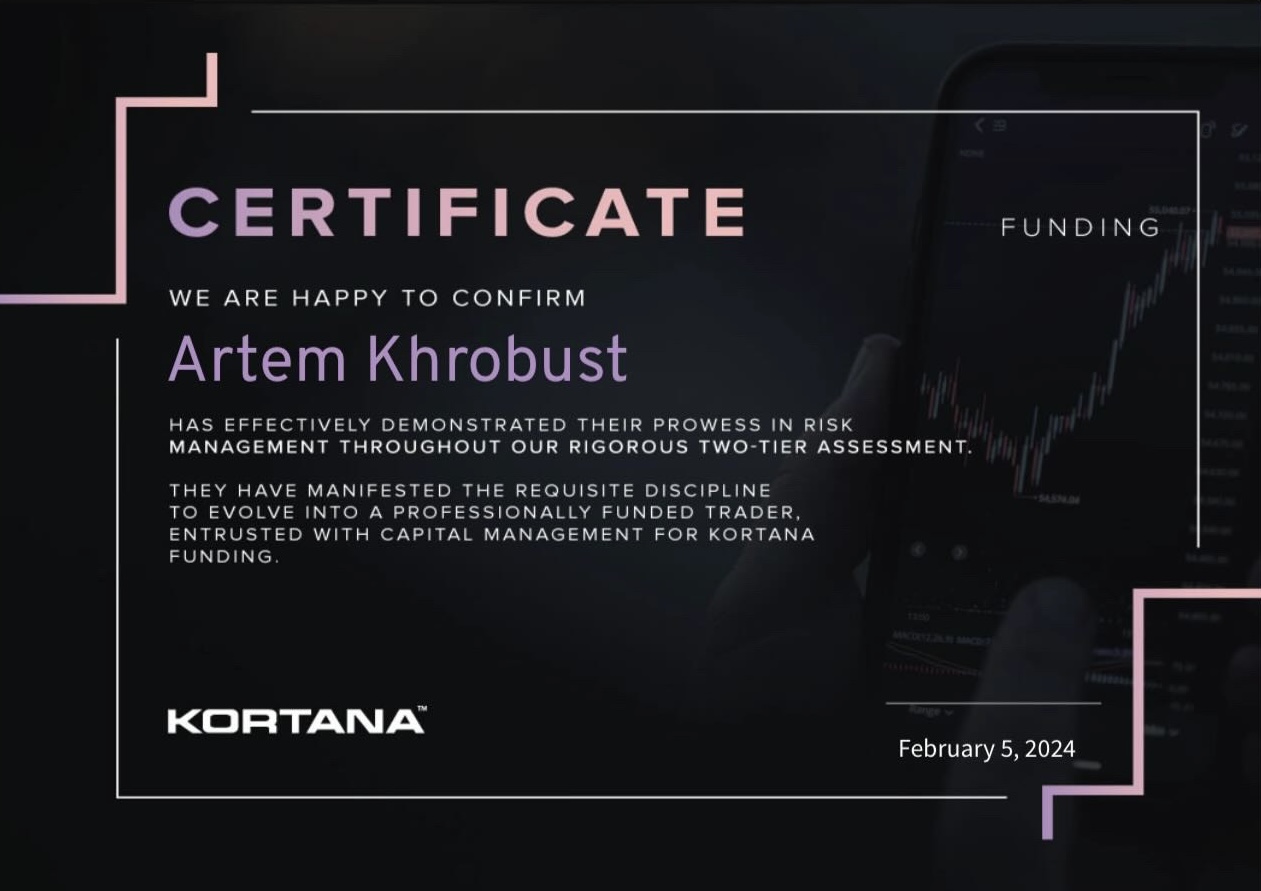 CERTIFICATE
FUNDING
WE ARE HAPPY TO CONFIRM
Artem Khrobust
HAS EFFECTIVELY DEMONSTRATED THEIR PROWESS IN RISK
MANAGEMENT THROUGHOUT OUR RIGOROUS TWO-TIER ASSESSMENT.
THEY HAVE MANIFESTED THE REQUISITE DISCIPLINE
TO EVOLVE INTO A PROFESSIONALLY FUNDED TRADER,
ENTRUSTED WITH CAPITAL MANAGEMENT FOR KORTANA
FUNDING.
KORTANA™
Range
February 5, 2024